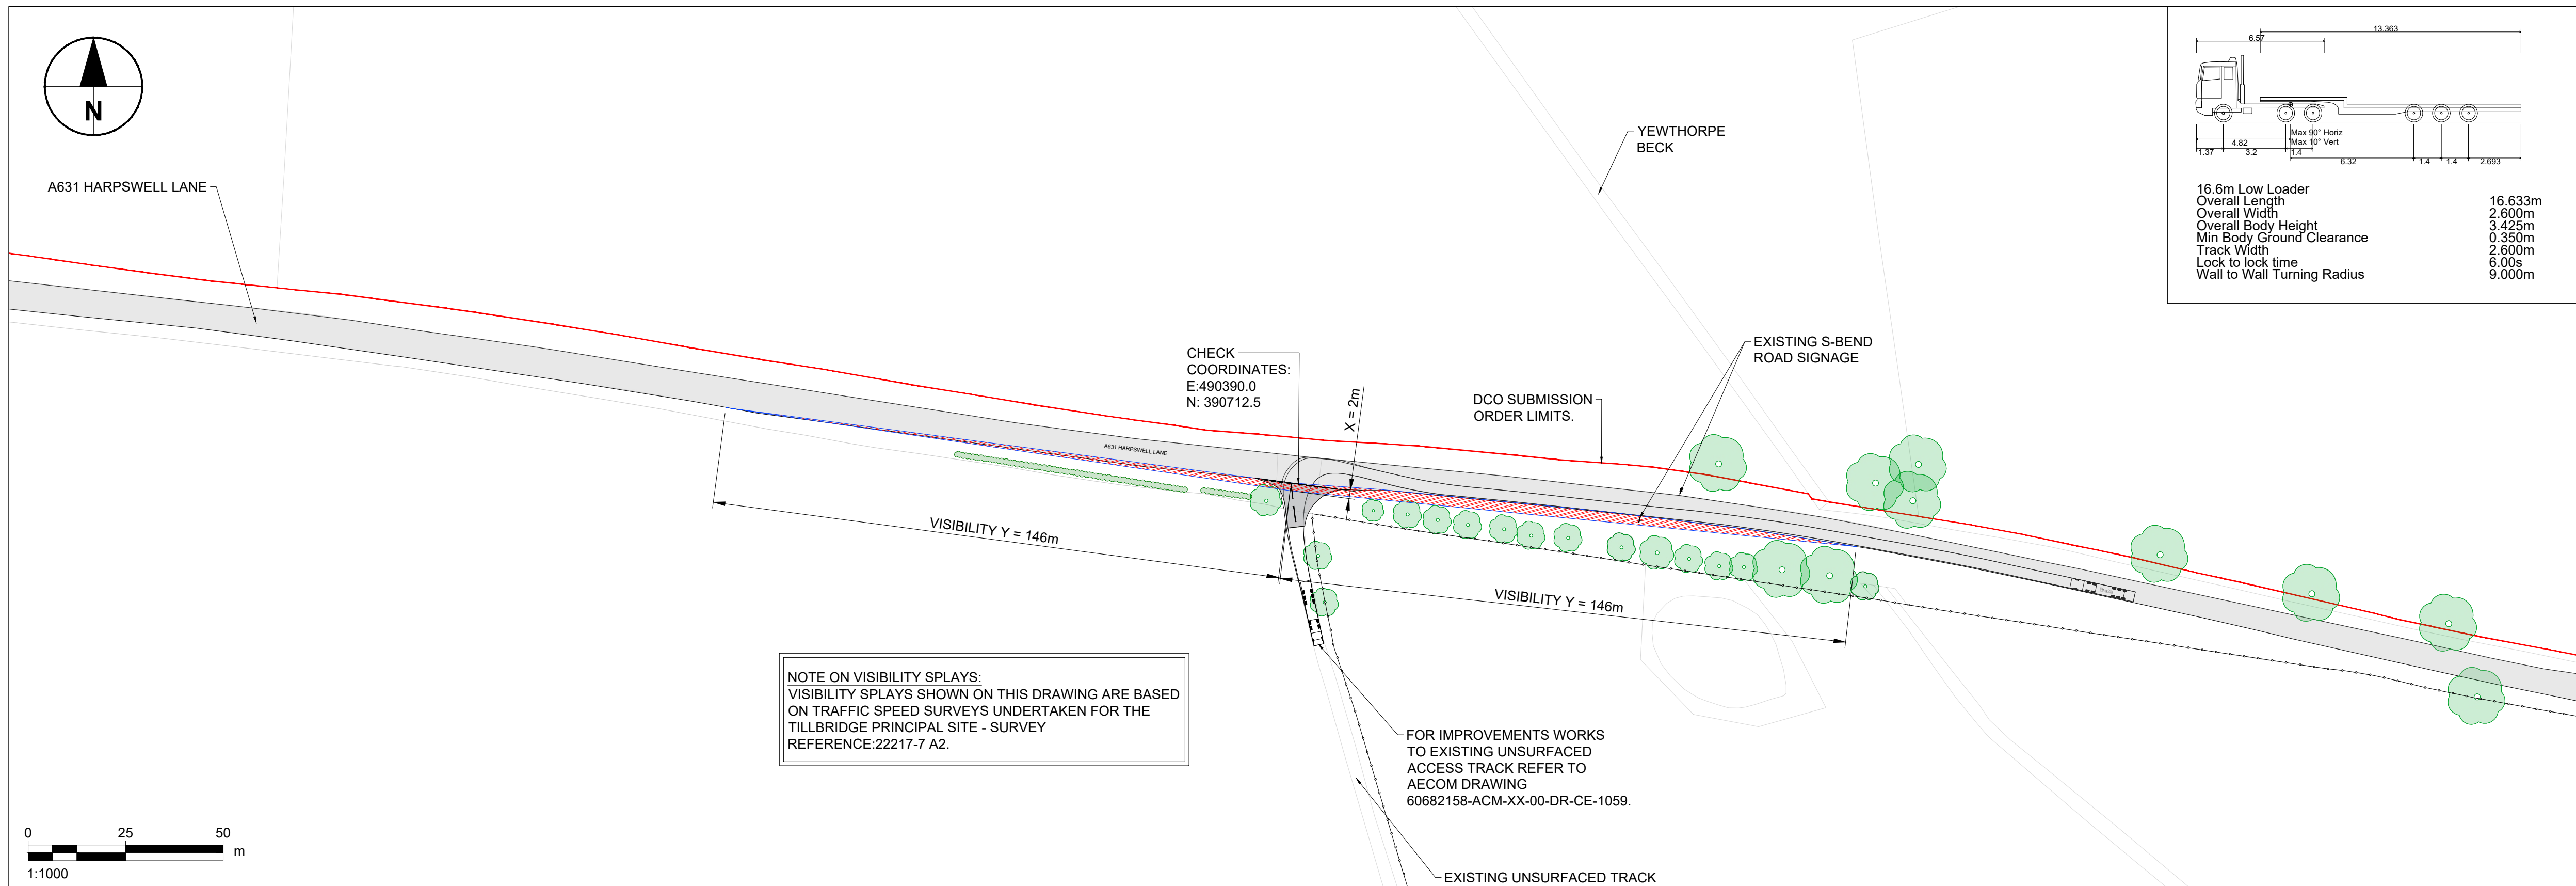 N
A631 HARPSWELL LANE
YEWTHORPE
BECK
13.363
6.57
Max 90° Horiz
Max 10° Vert
4.82
1.37
3.2
1.4
6.32
1.4
1.4
2.693
16.6m Low Loader
Overall Length 16.633m
Overall Width 2.600m
Overall Body Height 3.425m
Min Body Ground Clearance 0.350m
Track Width 2.600m
Lock to lock time 6.00s
Wall to Wall Turning Radius 9.000m
CHECK
COORDINATES:
E:490390.0
N: 390712.5
X = 2m
DCO SUBMISSION
ORDER LIMITS.
EXISTING S-BEND
ROAD SIGNAGE
A631 HARPSWELL LANE
VISIBILITY Y = 146m
VISIBILITY Y = 146m
NOTE ON VISIBILITY SPLAYS:
VISIBILITY SPLAYS SHOWN ON THIS DRAWING ARE BASED
ON TRAFFIC SPEED SURVEYS UNDERTAKEN FOR THE
TILLBRIDGE PRINCIPAL SITE - SURVEY
REFERENCE:22217-7 A2.
FOR IMPROVEMENTS WORKS
TO EXISTING UNSURFACED
ACCESS TRACK REFER TO
AECOM DRAWING
60682158-ACM-XX-00-DR-CE-1059.
EXISTING UNSURFACED TRACK
0 25 50
m
1:1000